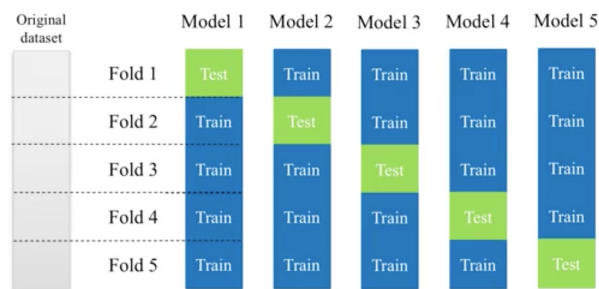 Original
dataset
Model 1 Model 2 Model 3 Model 4 Model 5
Fold 1 Test Train Train Train Train
Fold 2 Train Test Train Train Train
Fold 3 Train Train Test Train Train
Fold 4 Train Train Train Test Train
Fold 5 Train Train Train Train Test